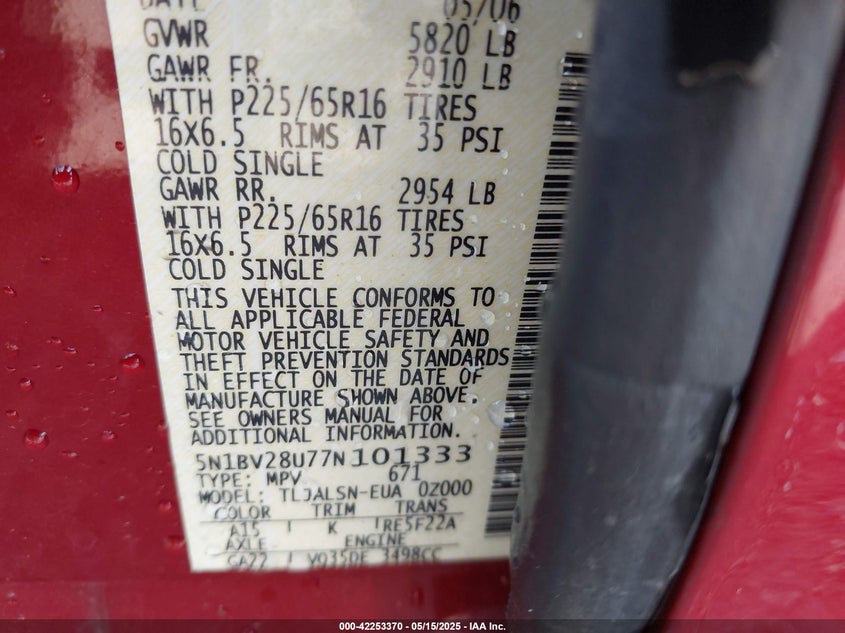 DATE 05/06
GVWR 5820 LB
GAWR FR. 2910 LB
WITH P225/65R16 TIRES
16X6.5 RIMS AT 35 PSI
COLD SINGLE
GAWR RR. 2954 LB
WITH P225/65R16 TIRES
16X6.5 RIMS AT 35 PSI
COLD SINGLE
THIS VEHICLE CONFORMS TO
ALL APPLICABLE FEDERAL
MOTOR VEHICLE SAFETY AND
THEFT PREVENTION STANDARDS
IN EFFECT ON THE DATE OF
MANUFACTURE SHOWN ABOVE.
SEE OWNERS MANUAL FOR
ADDITIONAL INFORMATION.
5N1BV28U77N101333
TYPE: MPV 671
MODEL: TLJALSN-EUA 0Z000
COLOR TRIM TRANS
A15 K RE5F22A
AXLE ENGINE
GA22 VQ35DE 3498CC
000-42253370 - 05/15/2025 - IAA Inc.